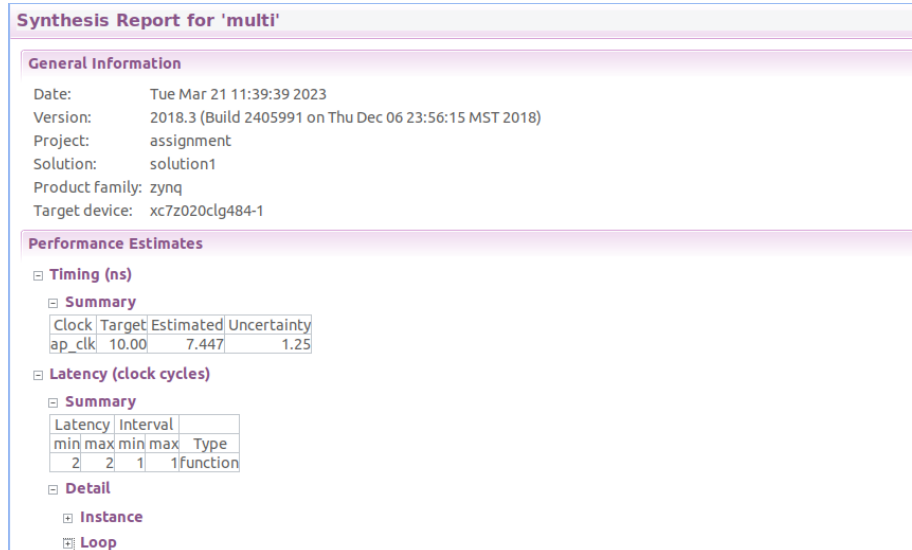 Synthesis Report for 'multi'
General Information
Date: Tue Mar 21 11:39:39 2023
Version: 2018.3 (Build 2405991 on Thu Dec 06 23:56:15 MST 2018)
Project: assignment
Solution: solution1
Product family: zynq
Target device: xc7z020clg484-1
Performance Estimates
Timing (ns)
Summary
Clock Target Estimated Uncertainty
ap_clk 10.00 7.447 1.25
Latency (clock cycles)
Summary
Latency Interval
min max min max Type
2 2 1 1 function
Detail
Instance
Loop